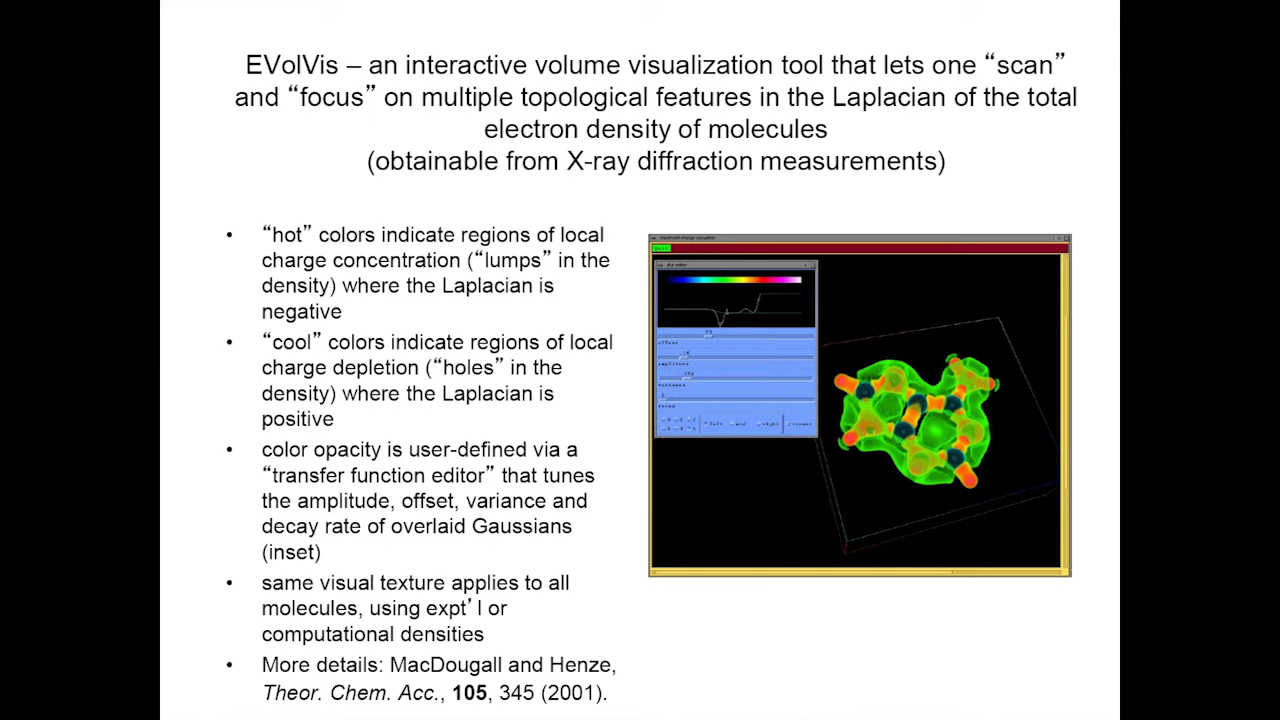 EVolVis – an interactive volume visualization tool that lets one “scan”
and “focus” on multiple topological features in the Laplacian of the total
electron density of molecules
(obtainable from X-ray diffraction measurements)
• “hot” colors indicate regions of local
charge concentration (“lumps” in the
density) where the Laplacian is
negative
• “cool” colors indicate regions of local
charge depletion (“holes” in the
density) where the Laplacian is
positive
• color opacity is user-defined via a
“transfer function editor” that tunes
the amplitude, offset, variance and
decay rate of overlaid Gaussians
(inset)
• same visual texture applies to all
molecules, using expt’l or
computational densities
• More details: MacDougall and Henze,
Theor. Chem. Acc., 105, 345 (2001).
offset
amplitude
variance
decay